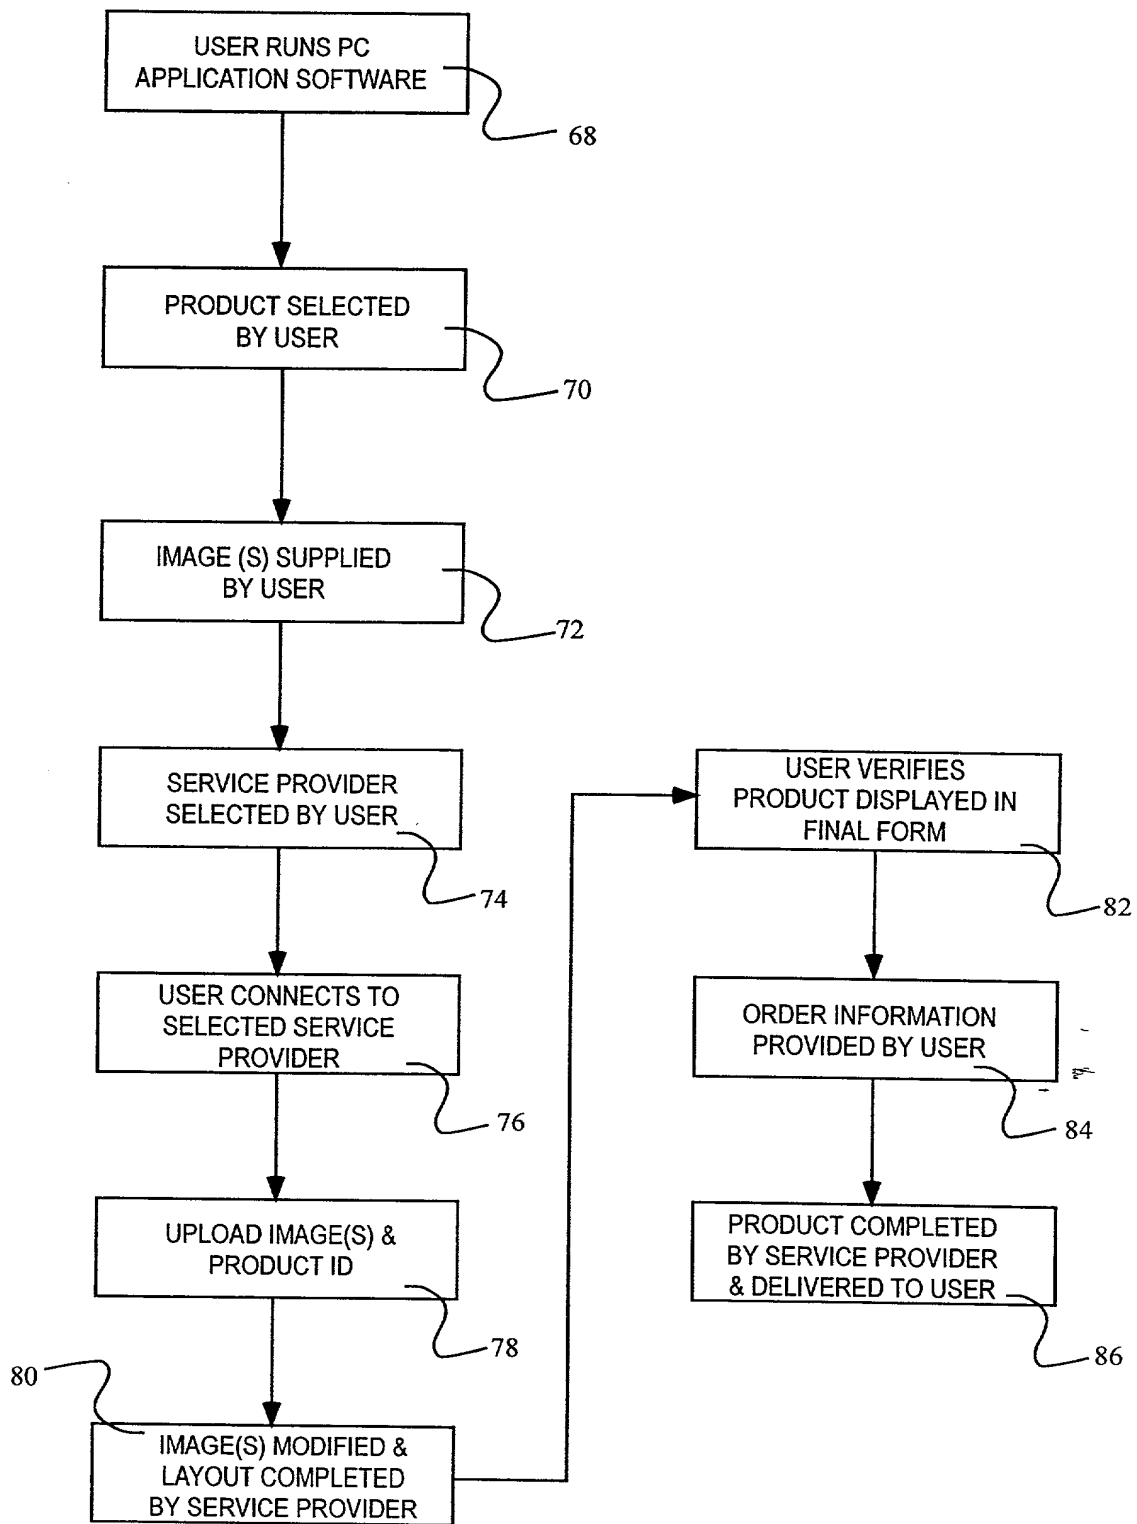 USER RUNS PC
APPLICATION SOFTWARE
68
PRODUCT SELECTED
BY USER
70
IMAGE (S) SUPPLIED
BY USER
72
SERVICE PROVIDER
SELECTED BY USER
74
USER CONNECTS TO
SELECTED SERVICE
PROVIDER
76
UPLOAD IMAGE(S) &
PRODUCT ID
78
80
IMAGE(S) MODIFIED &
LAYOUT COMPLETED
BY SERVICE PROVIDER
USER VERIFIES
PRODUCT DISPLAYED IN
FINAL FORM
82
ORDER INFORMATION
PROVIDED BY USER
84
PRODUCT COMPLETED
BY SERVICE PROVIDER
& DELIVERED TO USER
86